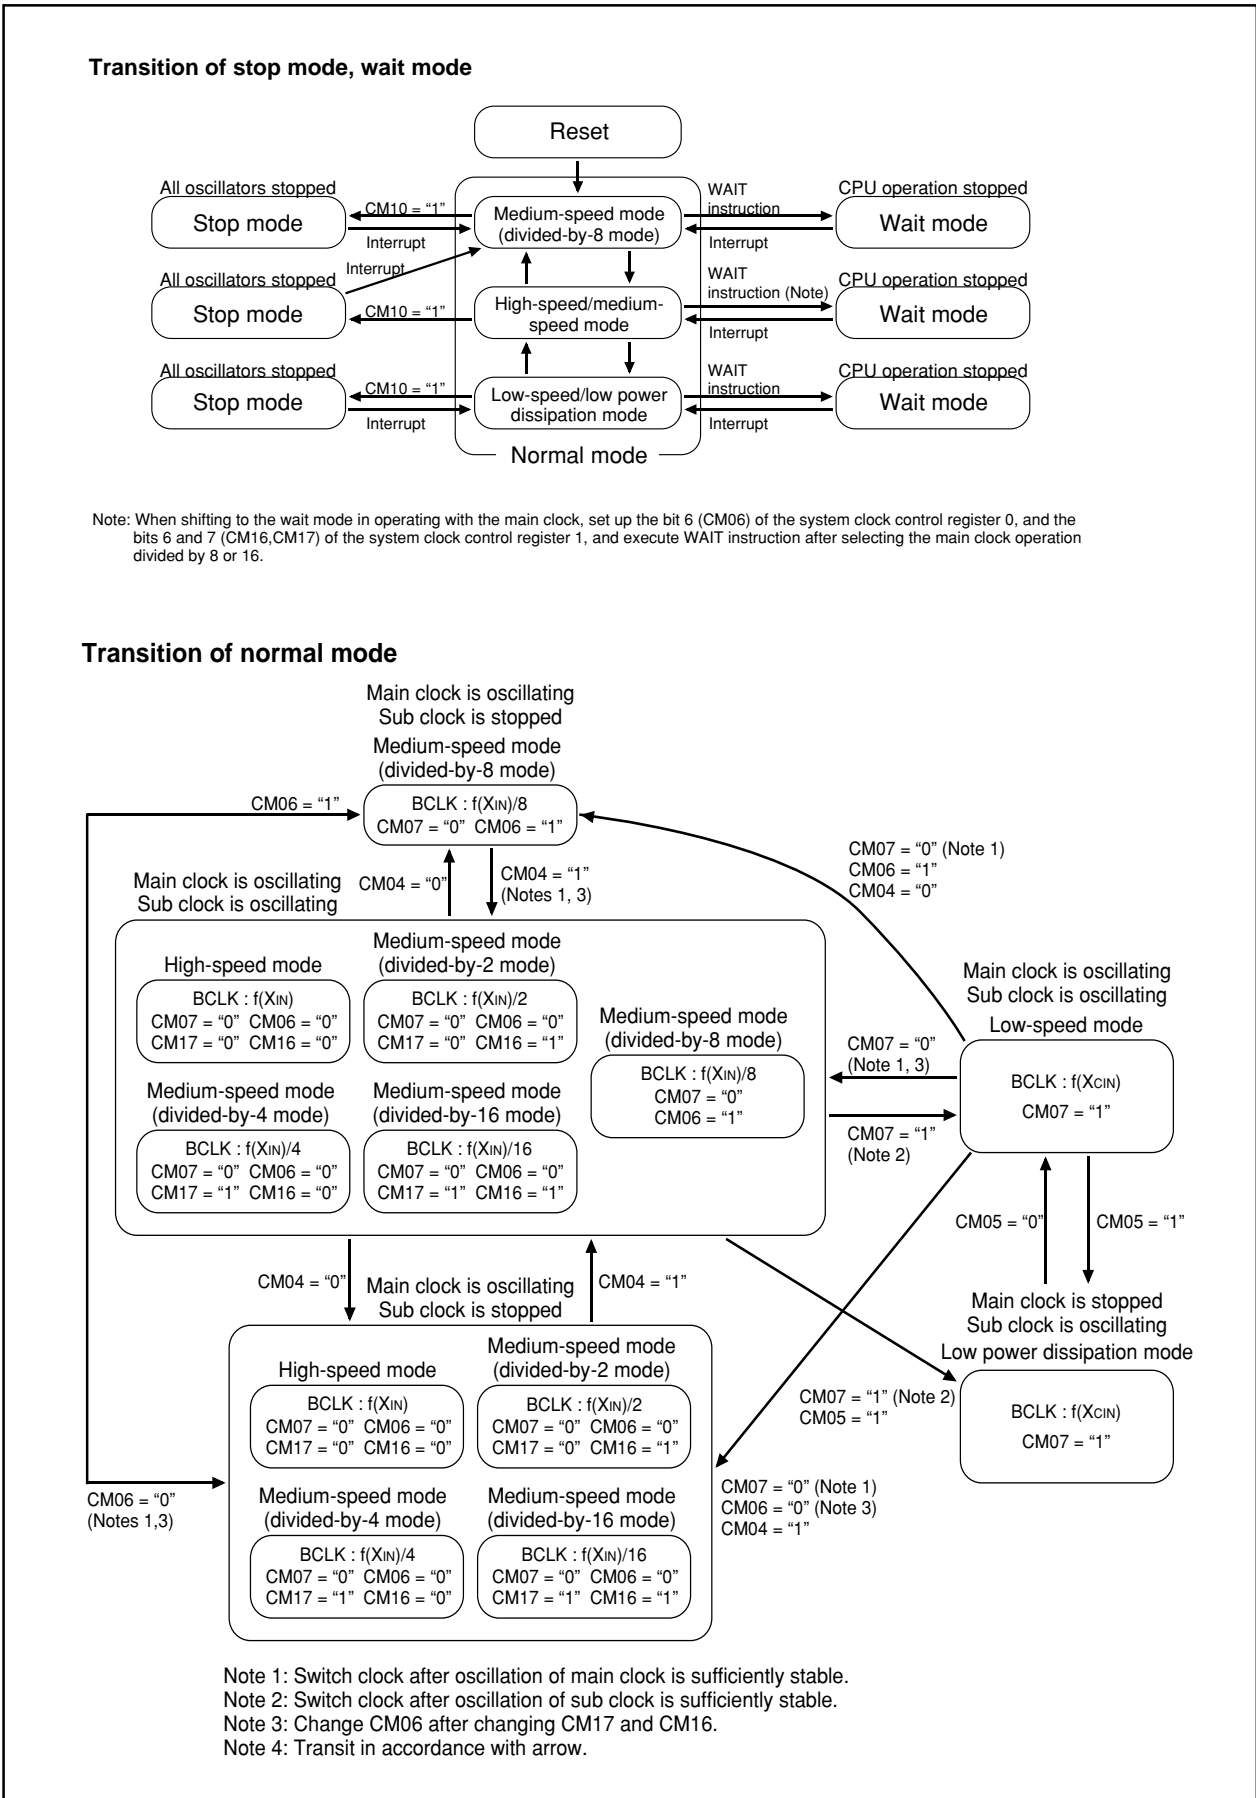 Transition of stop mode, wait mode
Reset
All oscillators stopped
Stop mode
CM10 = “1”
Interrupt
Medium-speed mode
(divided-by-8 mode)
WAIT
instruction
Interrupt
CPU operation stopped
Wait mode
Interrupt
All oscillators stopped
Stop mode
CM10 = “1”
High-speed/medium-
speed mode
WAIT
instruction (Note)
Interrupt
CPU operation stopped
Wait mode
All oscillators stopped
Stop mode
CM10 = “1”
Interrupt
Low-speed/low power
dissipation mode
WAIT
instruction
Interrupt
CPU operation stopped
Wait mode
Normal mode
Note: When shifting to the wait mode in operating with the main clock, set up the bit 6 (CM06) of the system clock control register 0, and the
bits 6 and 7 (CM16,CM17) of the system clock control register 1, and execute WAIT instruction after selecting the main clock operation
divided by 8 or 16.
Transition of normal mode
Main clock is oscillating
Sub clock is stopped
Medium-speed mode
(divided-by-8 mode)
CM06 = “1”
BCLK : f(XIN)/8
CM07 = “0” CM06 = “1”
CM07 = “0” (Note 1)
CM06 = “1”
CM04 = “0”
CM04 = “0”
CM04 = “1”
(Notes 1, 3)
Main clock is oscillating
Sub clock is oscillating
High-speed mode
BCLK : f(XIN)
CM07 = “0” CM06 = “0”
CM17 = “0” CM16 = “0”
Medium-speed mode
(divided-by-2 mode)
BCLK : f(XIN)/2
CM07 = “0” CM06 = “0”
CM17 = “0” CM16 = “1”
Medium-speed mode
(divided-by-8 mode)
BCLK : f(XIN)/8
CM07 = “0”
CM06 = “1”
Medium-speed mode
(divided-by-4 mode)
BCLK : f(XIN)/4
CM07 = “0” CM06 = “0”
CM17 = “1” CM16 = “0”
Medium-speed mode
(divided-by-16 mode)
BCLK : f(XIN)/16
CM07 = “0” CM06 = “0”
CM17 = “1” CM16 = “1”
CM07 = “0”
(Note 1, 3)
CM07 = “1”
(Note 2)
Main clock is oscillating
Sub clock is oscillating
Low-speed mode
BCLK : f(XCIN)
CM07 = “1”
CM05 = “0”
CM05 = “1”
Main clock is stopped
Sub clock is oscillating
Low power dissipation mode
BCLK : f(XCIN)
CM07 = “1”
CM07 = “1” (Note 2)
CM05 = “1”
CM04 = “0”
Main clock is oscillating
Sub clock is stopped
CM04 = “1”
High-speed mode
BCLK : f(XIN)
CM07 = “0” CM06 = “0”
CM17 = “0” CM16 = “0”
Medium-speed mode
(divided-by-2 mode)
BCLK : f(XIN)/2
CM07 = “0” CM06 = “0”
CM17 = “0” CM16 = “1”
CM06 = “0”
(Notes 1,3)
Medium-speed mode
(divided-by-4 mode)
BCLK : f(XIN)/4
CM07 = “0” CM06 = “0”
CM17 = “1” CM16 = “0”
Medium-speed mode
(divided-by-16 mode)
BCLK : f(XIN)/16
CM07 = “0” CM06 = “0”
CM17 = “1” CM16 = “1”
CM07 = “0” (Note 1)
CM06 = “0” (Note 3)
CM04 = “1”
Note 1: Switch clock after oscillation of main clock is sufficiently stable.
Note 2: Switch clock after oscillation of sub clock is sufficiently stable.
Note 3: Change CM06 after changing CM17 and CM16.
Note 4: Transit in accordance with arrow.